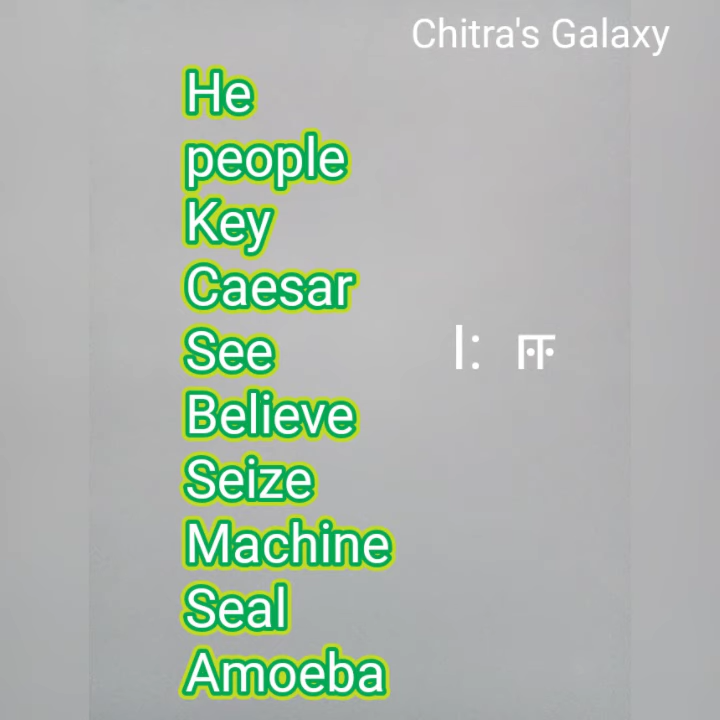 Chitra's Galaxy
He
people
Key
Caesar
See
I: ஈ
Believe
Seize
Machine
Seal
Amoeba